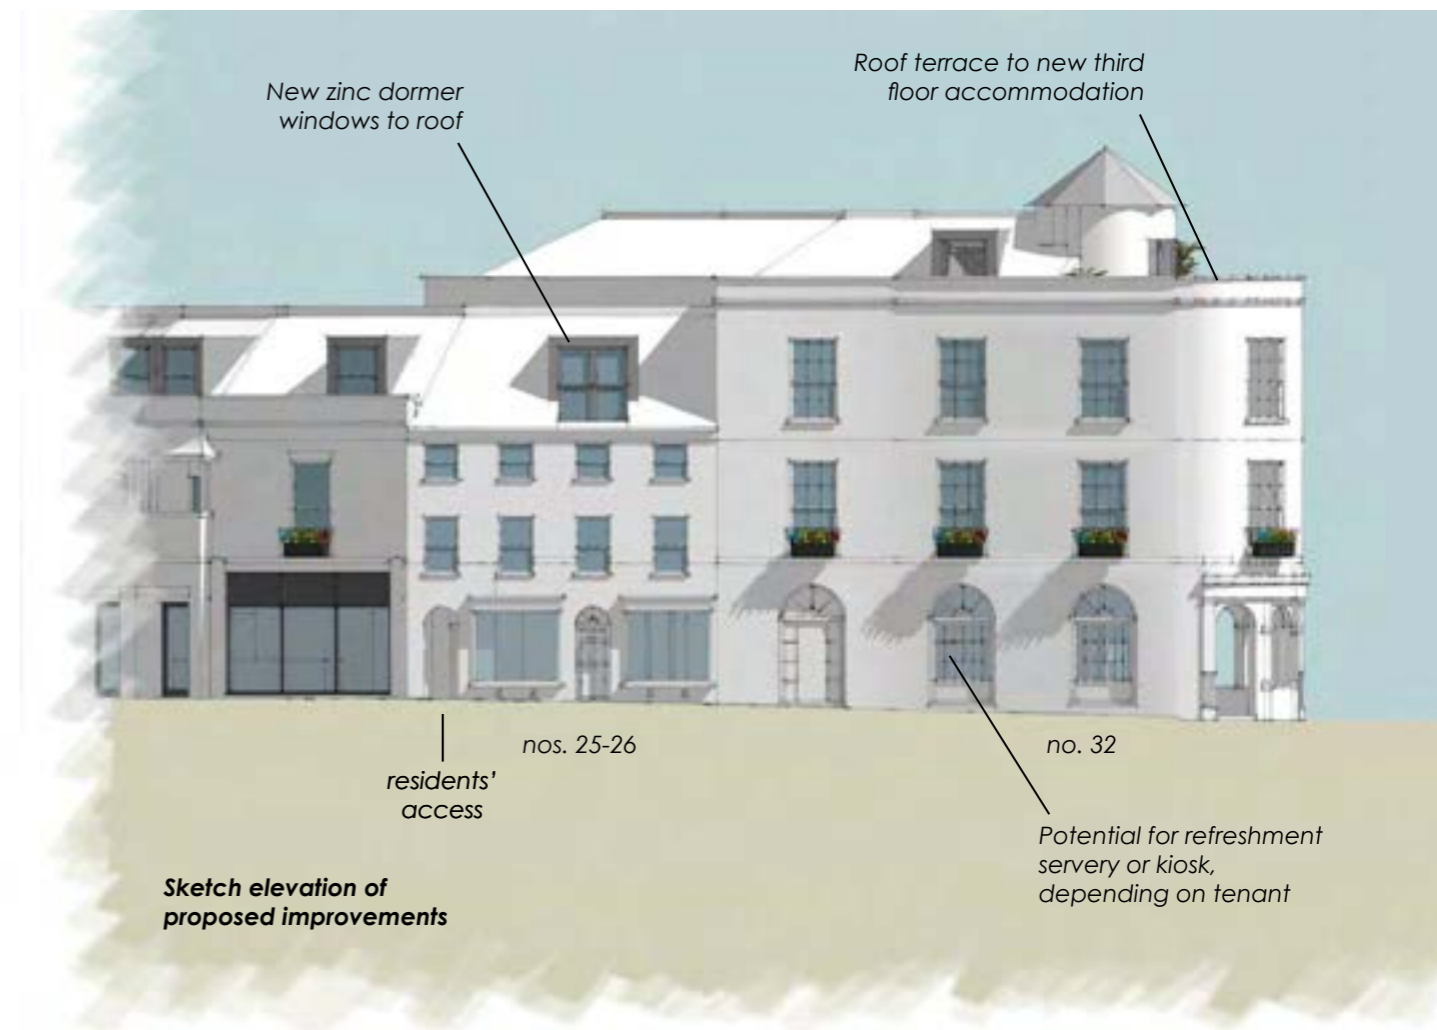 Roof terrace to new third
floor accommodation
New zinc dormer
windows to roof
nos. 25-26
no. 32
residents’
access
Potential for refreshment
servery or kiosk,
depending on tenant
Sketch elevation of
proposed improvements